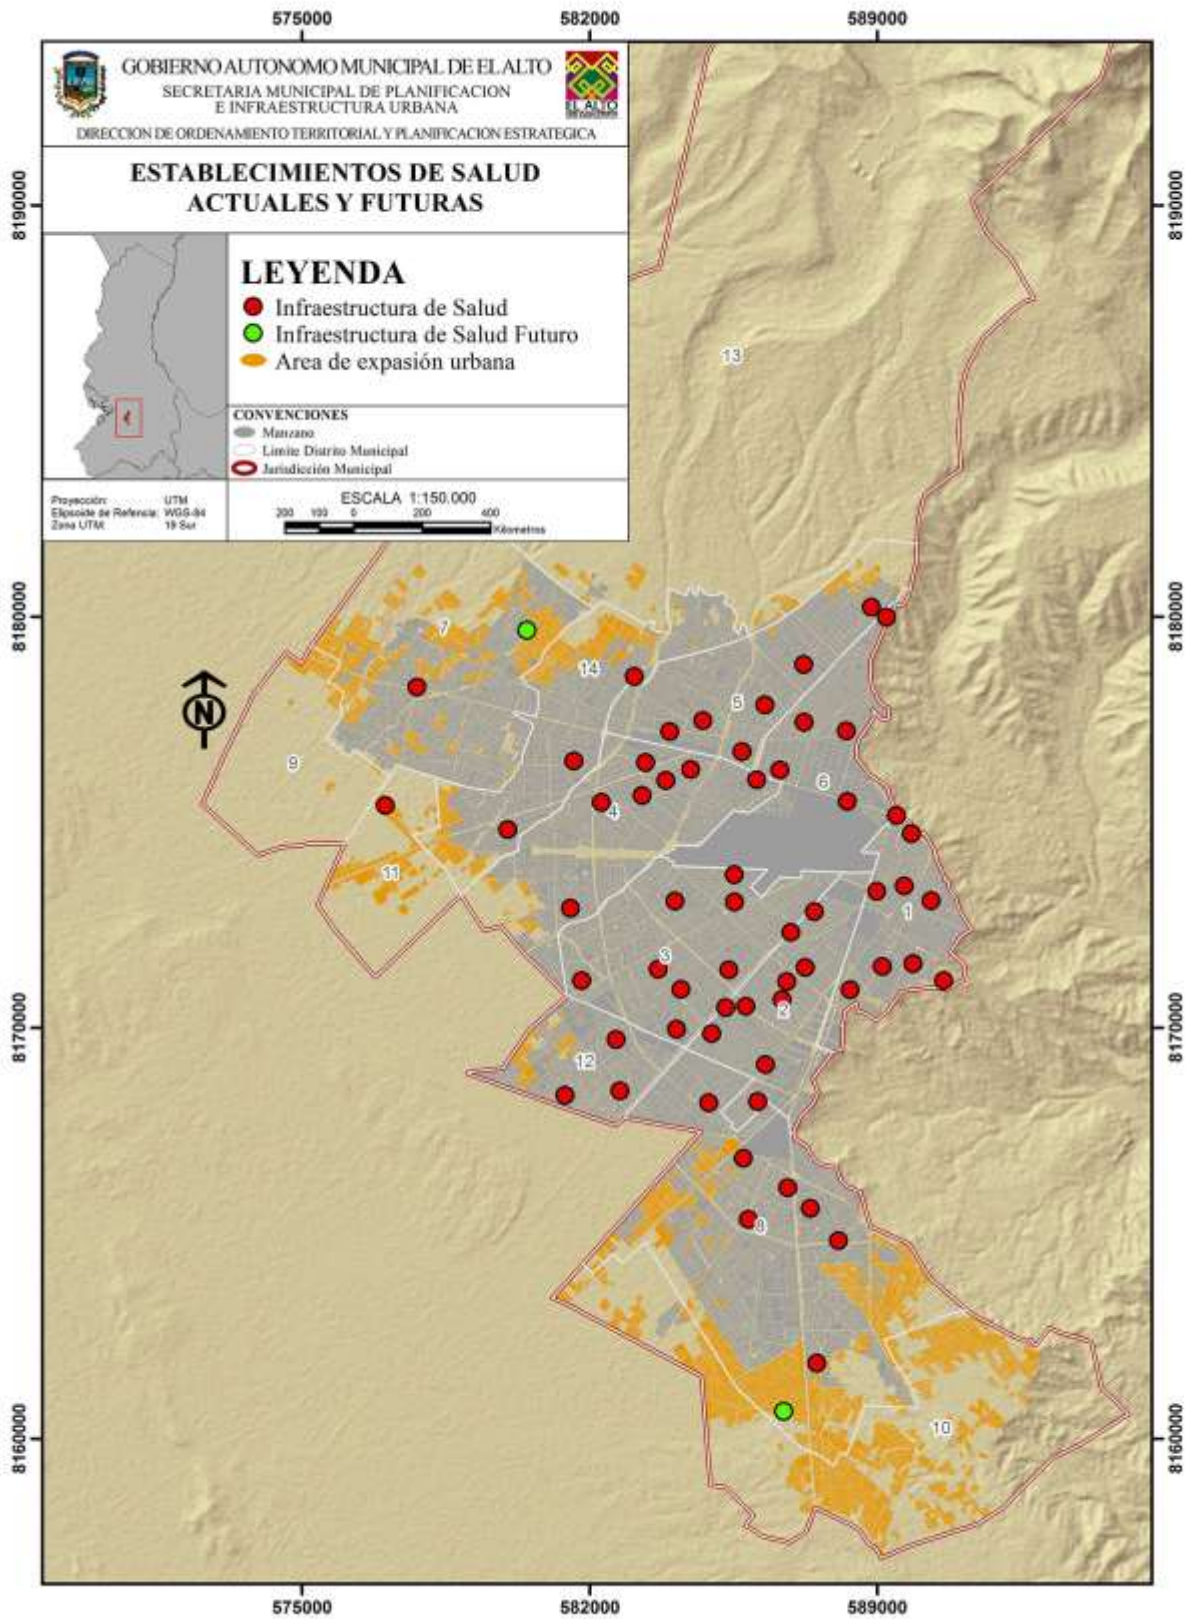 575000
582000
589000
GOBIERNO AUTONOMO MUNICIPAL DE EL ALTO
SECRETARIA MUNICIPAL DE PLANIFICACION
E INFRAESTRUCTURA URBANA
EL ALTO
DIRECCION DE ORDENAMIENTO TERRITORIAL Y PLANIFICACION ESTRATEGICA
ESTABLECIMIENTOS DE SALUD
ACTUALES Y FUTURAS
8190000
8190000
LEYENDA
Infraestructura de Salud
Infraestructura de Salud Futuro
Area de expasión urbana
13
CONVENCIONES
Manzano
Limite Distrito Municipal
Jurisdicción Municipal
Proyección: UTM
Elipsoide de Refencia: WGS-84
Zona UTM: 19 Sur
ESCALA 1:150.000
200 100 0 200 400
Kilometros
8180000
8180000
7
14
N
5
9
6
4
11
1
3
2
8170000
8170000
12
8
10
8160000
8160000
575000
582000
589000